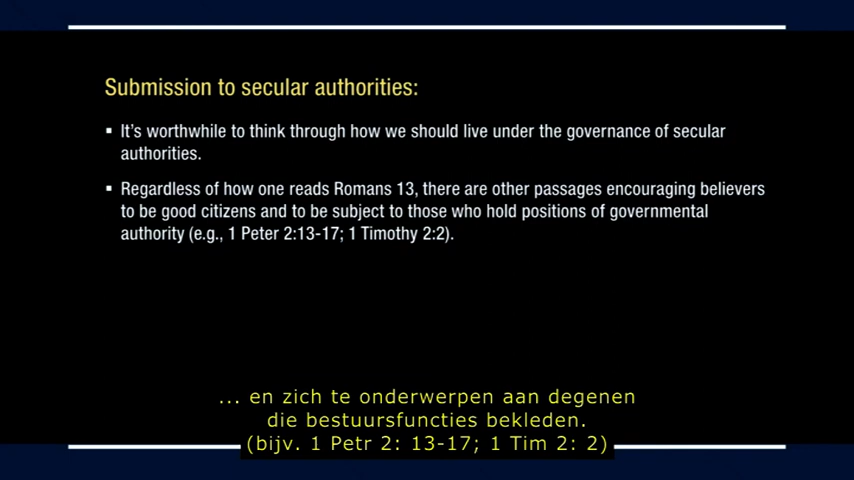 Submission to secular authorities:
▪ It's worthwhile to think through how we should live under the governance of secular
authorities.
▪ Regardless of how one reads Romans 13, there are other passages encouraging believers
to be good citizens and to be subject to those who hold positions of governmental
authority (e.g., 1 Peter 2:13-17; 1 Timothy 2:2).
... en zich te onderwerpen aan degenen
die bestuursfuncties bekleden.
(bijv. 1 Petr 2: 13-17; 1 Tim 2: 2)